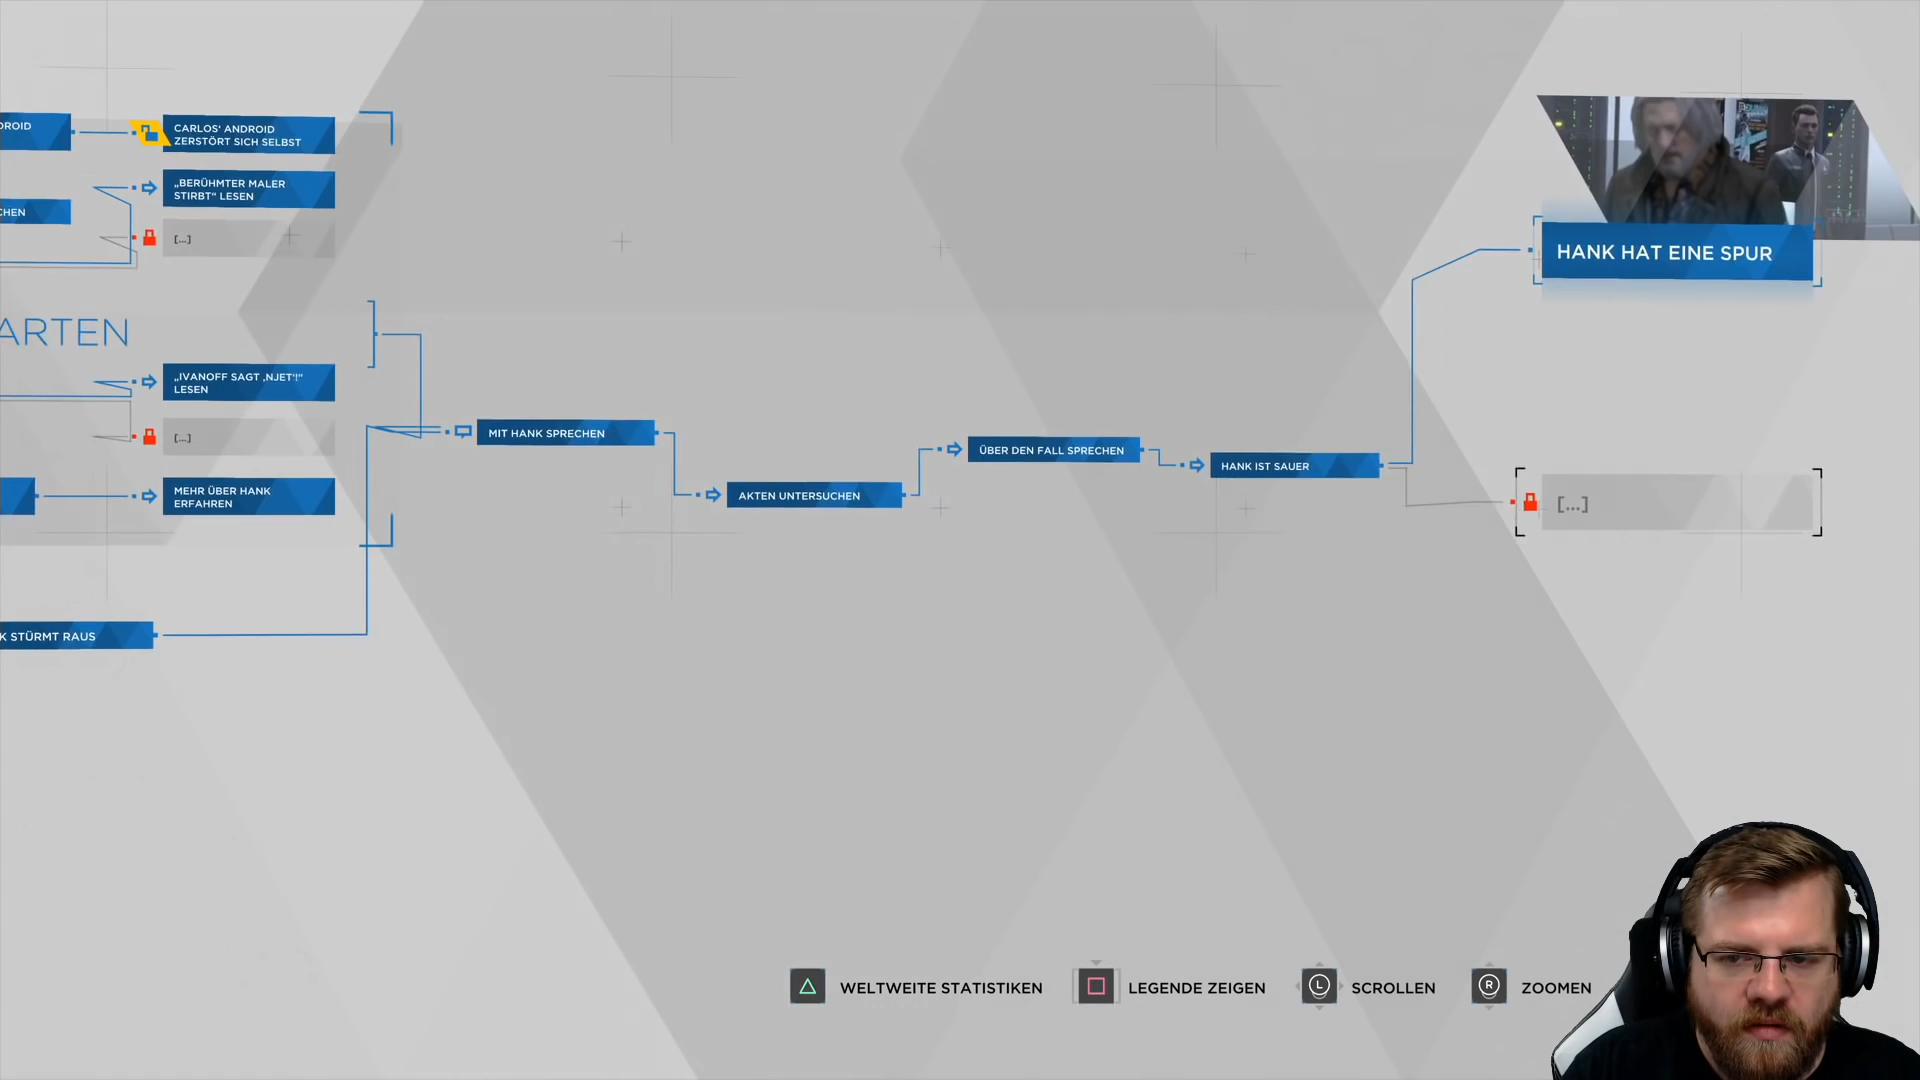 DROID
CARLOS‘ ANDROID
ZERSTÖRT SICH SELBST
„BERÜHMTER MALER
STIRBT“ LESEN
CHEN
[...]
HANK HAT EINE SPUR
ARTEN
„IVANOFF SAGT ‚NJET‘!“
LESEN
[...]
MIT HANK SPRECHEN
ÜBER DEN FALL SPRECHEN
HANK IST SAUER
MEHR ÜBER HANK
ERFAHREN
AKTEN UNTERSUCHEN
[...]
K STÜRMT RAUS
WELTWEITE STATISTIKEN
LEGENDE ZEIGEN
L
SCROLLEN
R
ZOOMEN